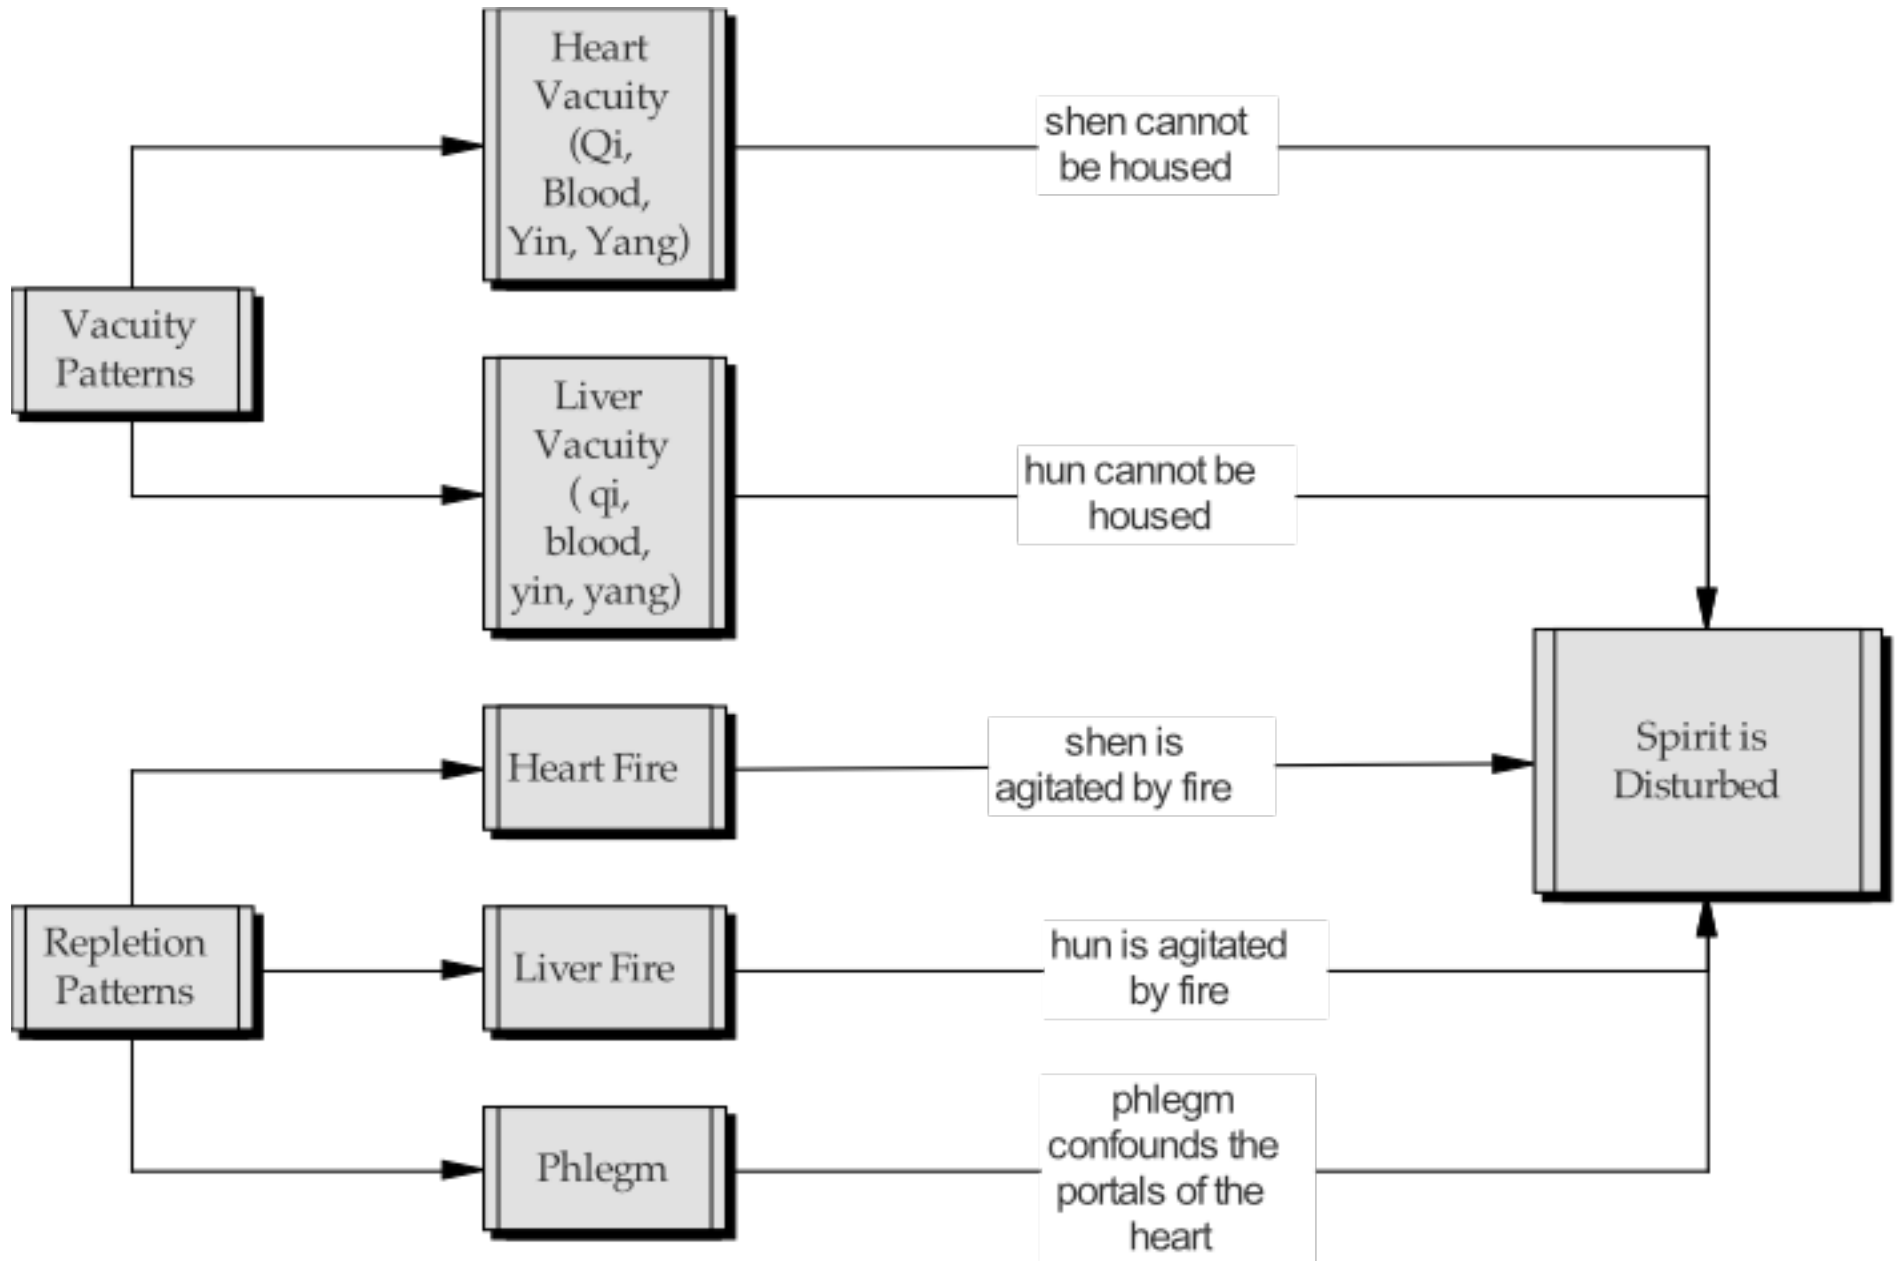 Heart
Vacuity
(Qi,
Blood,
Yin, Yang)
shen cannot
be housed
Vacuity
Patterns
Liver
Vacuity
( qi,
blood,
yin, yang)
hun cannot be
housed
Heart Fire
shen is
agitated by fire
Spirit is
Disturbed
Repletion
Patterns
Liver Fire
hun is agitated
by fire
Phlegm
phlegm
confounds the
portals of the
heart